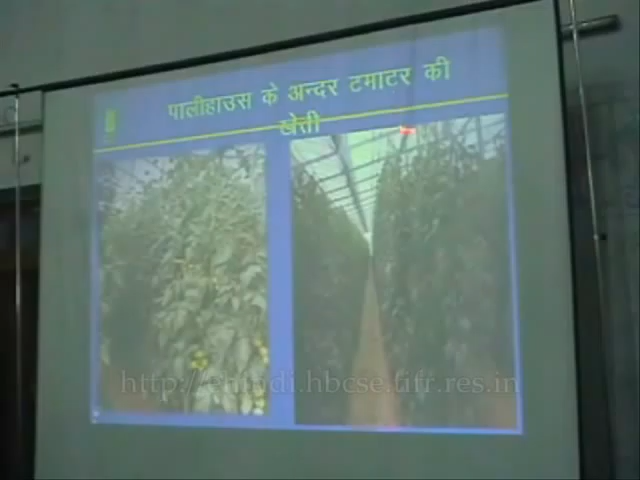 पालीहाउस के अन्दर टमाटर की
खेती
http://ehindi.hbcse.tifr.res.in